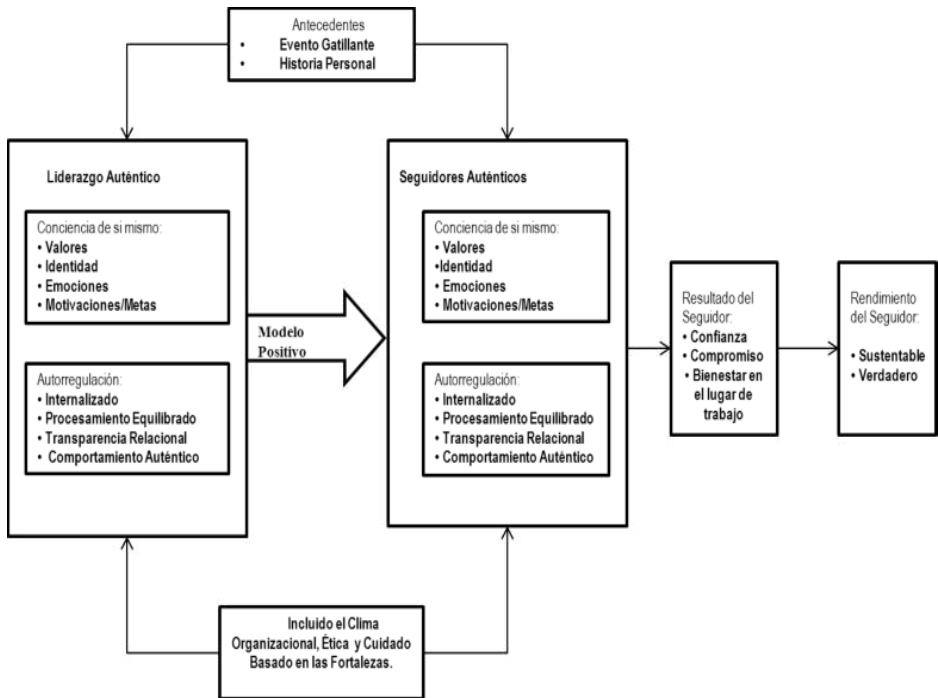 Antecedentes
• Evento Gatillante
• Historia Personal
Liderazgo Auténtico
Conciencia de si mismo:
• Valores
• Identidad
• Emociones
• Motivaciones/Metas
Autorregulación:
• Internalizado
• Procesamiento Equilibrado
• Transparencia Relacional
• Comportamiento Auténtico
Modelo
Positivo
Seguidores Auténticos
Conciencia de si mismo:
• Valores
•Identidad
• Emociones
• Motivaciones/Metas
Autorregulación:
• Internalizado
• Procesamiento Equilibrado
• Transparencia Relacional
• Comportamiento Auténtico
Resultado del
Seguidor:
• Confianza
• Compromiso
• Bienestar en
el lugar de
trabajo
Rendimiento
del Seguidor:
• Sustentable
• Verdadero
Incluido el Clima
Organizacional, Ética y Cuidado
Basado en las Fortalezas.